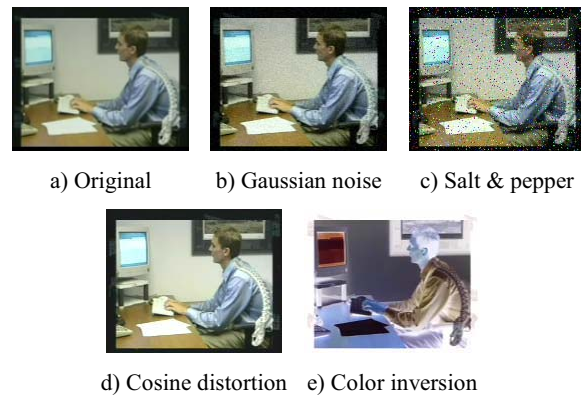 a) Original
b) Gaussian noise
c) Salt & pepper
d) Cosine distortion
e) Color inversion